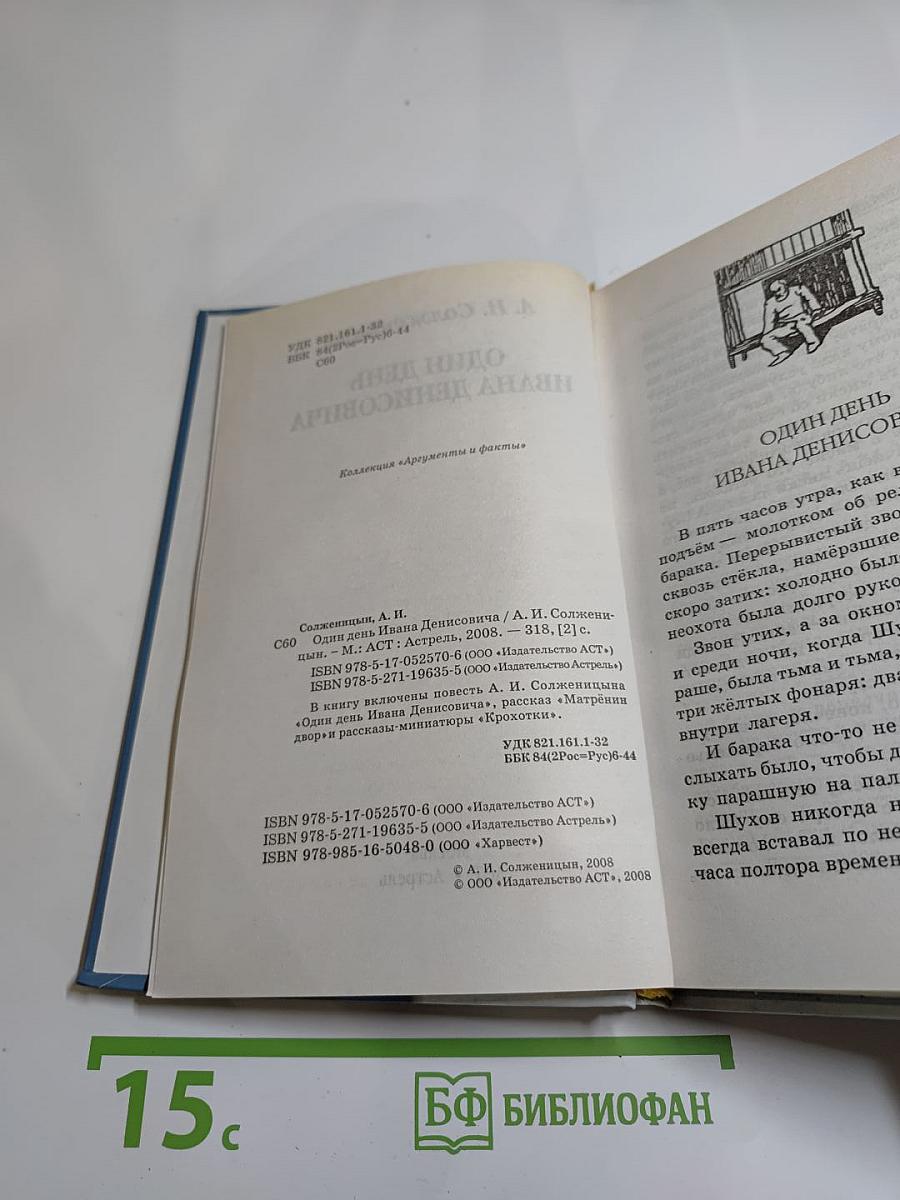 УДК 821.161.1-32
ББК 84(2Рос=Рус)6-44
С60
Коллекция «Аргументы и факты»
Солженицын, А. И.
С60 Один день Ивана Денисовича / А. И. Солжени-
цын. – М.: АСТ : Астрель, 2008. — 318, [2] с.
ISBN 978-5-17-052570-6 (ООО «Издательство АСТ»)
ISBN 978-5-271-19635-5 (ООО «Издательство Астрель»)
В книгу включены повесть А. И. Солженицына
«Один день Ивана Денисовича», рассказ «Матрёнин
двор» и рассказы-миниатюры «Крохотки».
УДК 821.161.1-32
ББК 84(2Рос=Рус)6-44
ISBN 978-5-17-052570-6 (ООО «Издательство АСТ»)
ISBN 978-5-271-19635-5 (ООО «Издательство Астрель»)
ISBN 978-985-16-5048-0 (ООО «Харвест»)
© А. И. Солженицын, 2008
© ООО «Издательство АСТ», 2008
ОДИН ДЕНЬ
ИВАНА ДЕНИСОВ
В пять часов утра, как в
подъём — молотком об рел
барака. Перерывистый зво
сквозь стёкла, намёрзшие
скоро затих: холодно было
неохота была долго руко
Звон утих, а за окном
и среди ночи, когда Шу
раше, была тьма и тьма,
три жёлтых фонаря: два
внутри лагеря.
И барака что-то не
слыхать было, чтобы д
ку парашную на пал
Шухов никогда н
всегда вставал по не
часа полтора времен
15 с
БФ БИБЛИОФАН